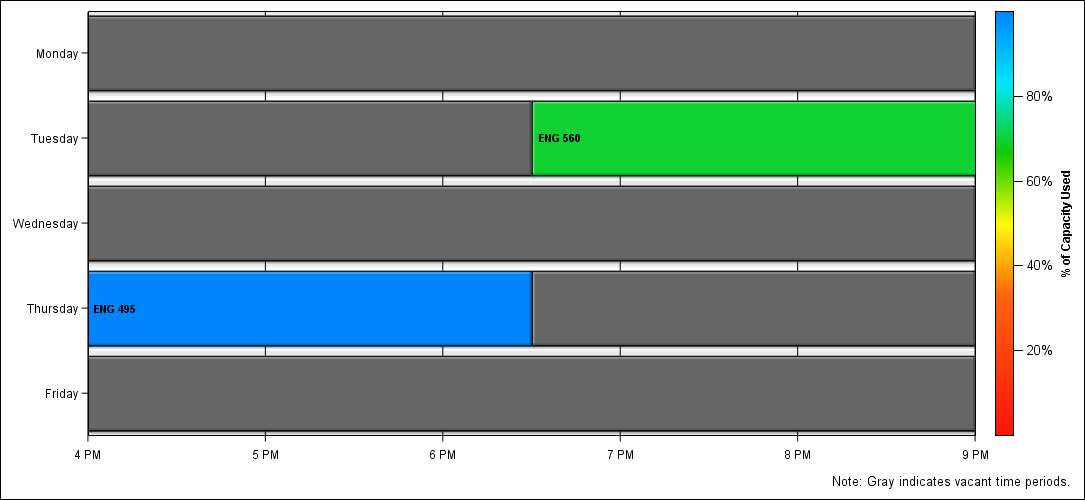 Monday
Tuesday
ENG 560
Wednesday
Thursday
ENG 495
Friday
4 PM 5 PM 6 PM 7 PM 8 PM 9 PM
80%
60%
40%
20%
% of Capacity Used
Note: Gray indicates vacant time periods.